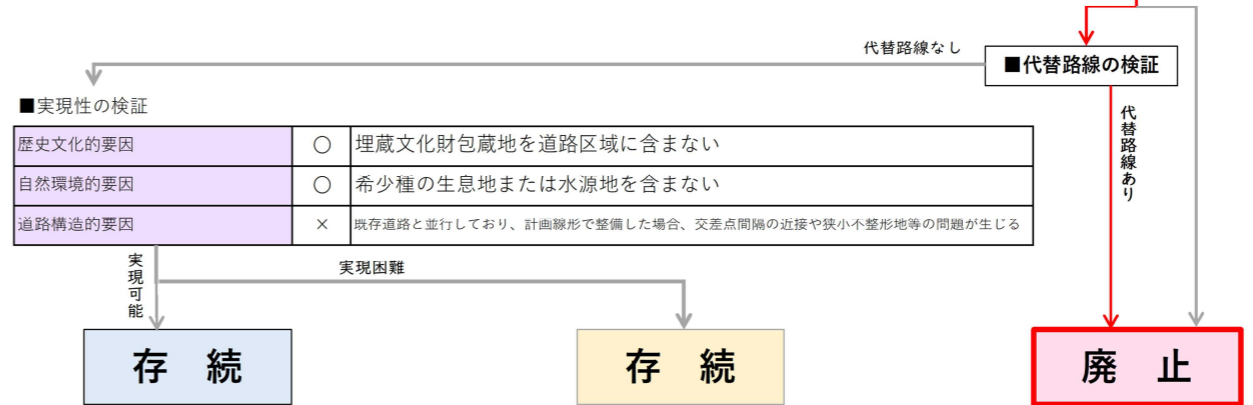 代替路線なし
■代替路線の検証
代替路線あり
■実現性の検証
歴史文化的要因 ○ 埋蔵文化財包蔵地を道路区域に含まない
自然環境的要因 ○ 希少種の生息地または水源地を含まない
道路構造的要因 × 既存道路と並行しており、計画線形で整備した場合、交差点間隔の近接や狭小不整形地等の問題が生じる
実現可能
実現困難
存 続
存 続
廃 止